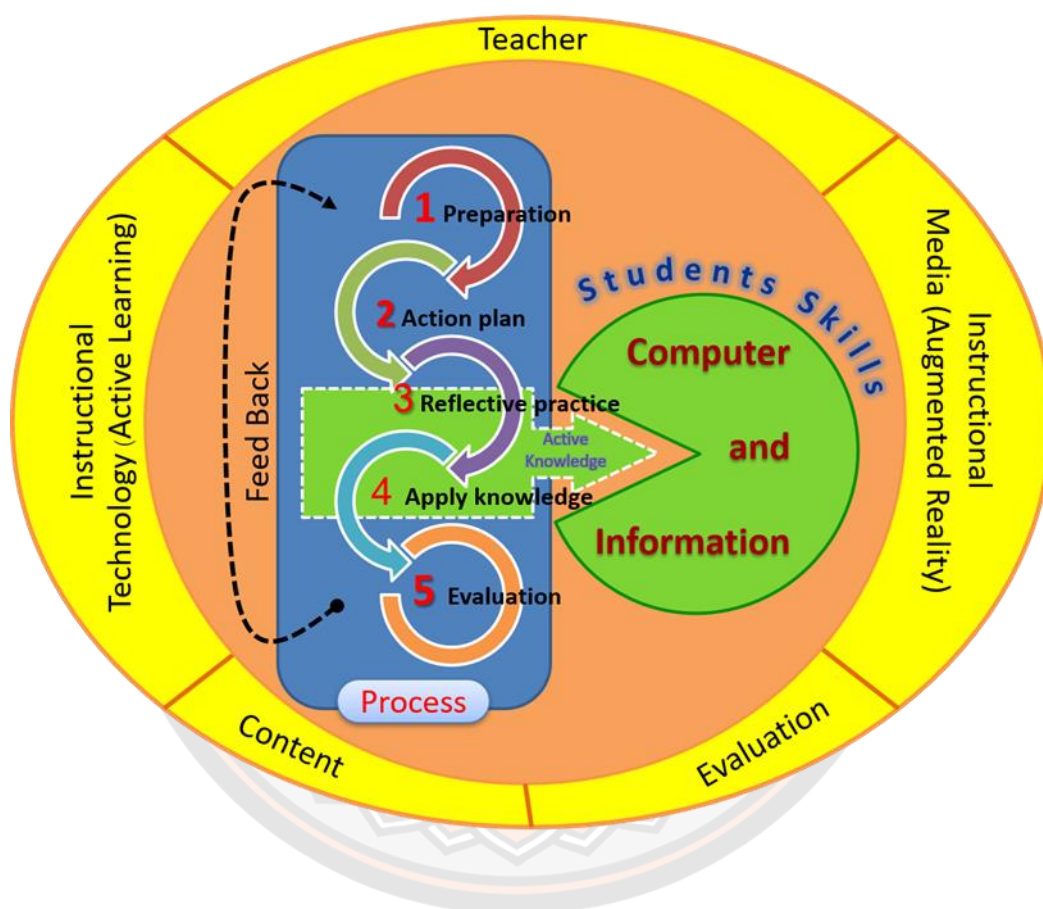 Teacher
Instructional
Technology (Active Learning)
Feed Back
1 Preparation
2 Action plan
3 Reflective practice
4 Apply knowledge
5 Evaluation
Process
Active
Knowledge
Students Skills
Computer
and
Information
Instructional
Media (Augmented Reality)
Content
Evaluation